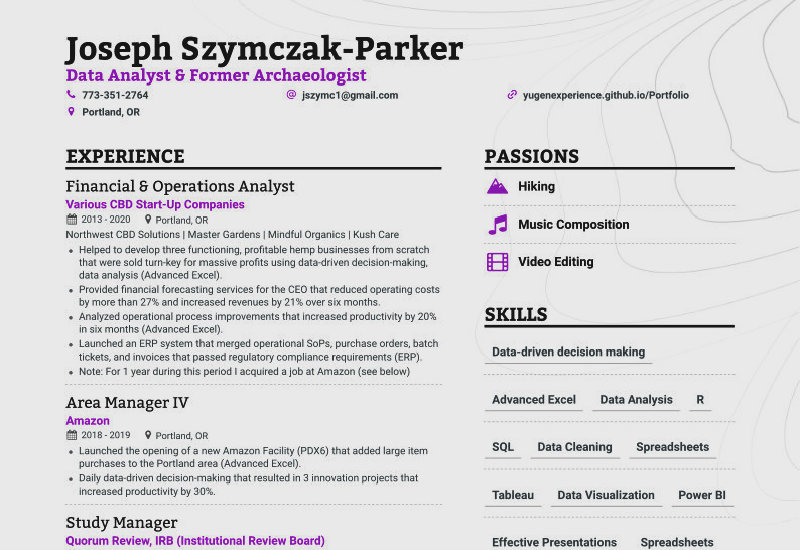 Joseph Szymczak-Parker
Data Analyst & Former Archaeologist
773-351-2764
jszymc1@gmail.com
yugenexperience.github.io/Portfolio
Portland, OR
EXPERIENCE
Financial & Operations Analyst
Various CBD Start-Up Companies
2013 - 2020 Portland, OR
Northwest CBD Solutions | Master Gardens | Mindful Organics | Kush Care
• Helped to develop three functioning, profitable hemp businesses from scratch
that were sold turn-key for massive profits using data-driven decision-making,
data analysis (Advanced Excel).
• Provided financial forecasting services for the CEO that reduced operating costs
by more than 27% and increased revenues by 21% over six months.
• Analyzed operational process improvements that increased productivity by 20%
in six months (Advanced Excel).
• Launched an ERP system that merged operational SoPs, purchase orders, batch
tickets, and invoices that passed regulatory compliance requirements (ERP).
• Note: For 1 year during this period I acquired a job at Amazon (see below)
Area Manager IV
Amazon
2018 - 2019 Portland, OR
• Launched the opening of a new Amazon Facility (PDX6) that added large item
purchases to the Portland area (Advanced Excel).
• Daily data-driven decision-making that resulted in 3 innovation projects that
increased productivity by 30%.
Study Manager
Quorum Review, IRB (Institutional Review Board)
PASSIONS
Hiking
Music Composition
Video Editing
SKILLS
Data-driven decision making
Advanced Excel Data Analysis R
SQL Data Cleaning Spreadsheets
Tableau Data Visualization Power BI
Effective Presentations Spreadsheets